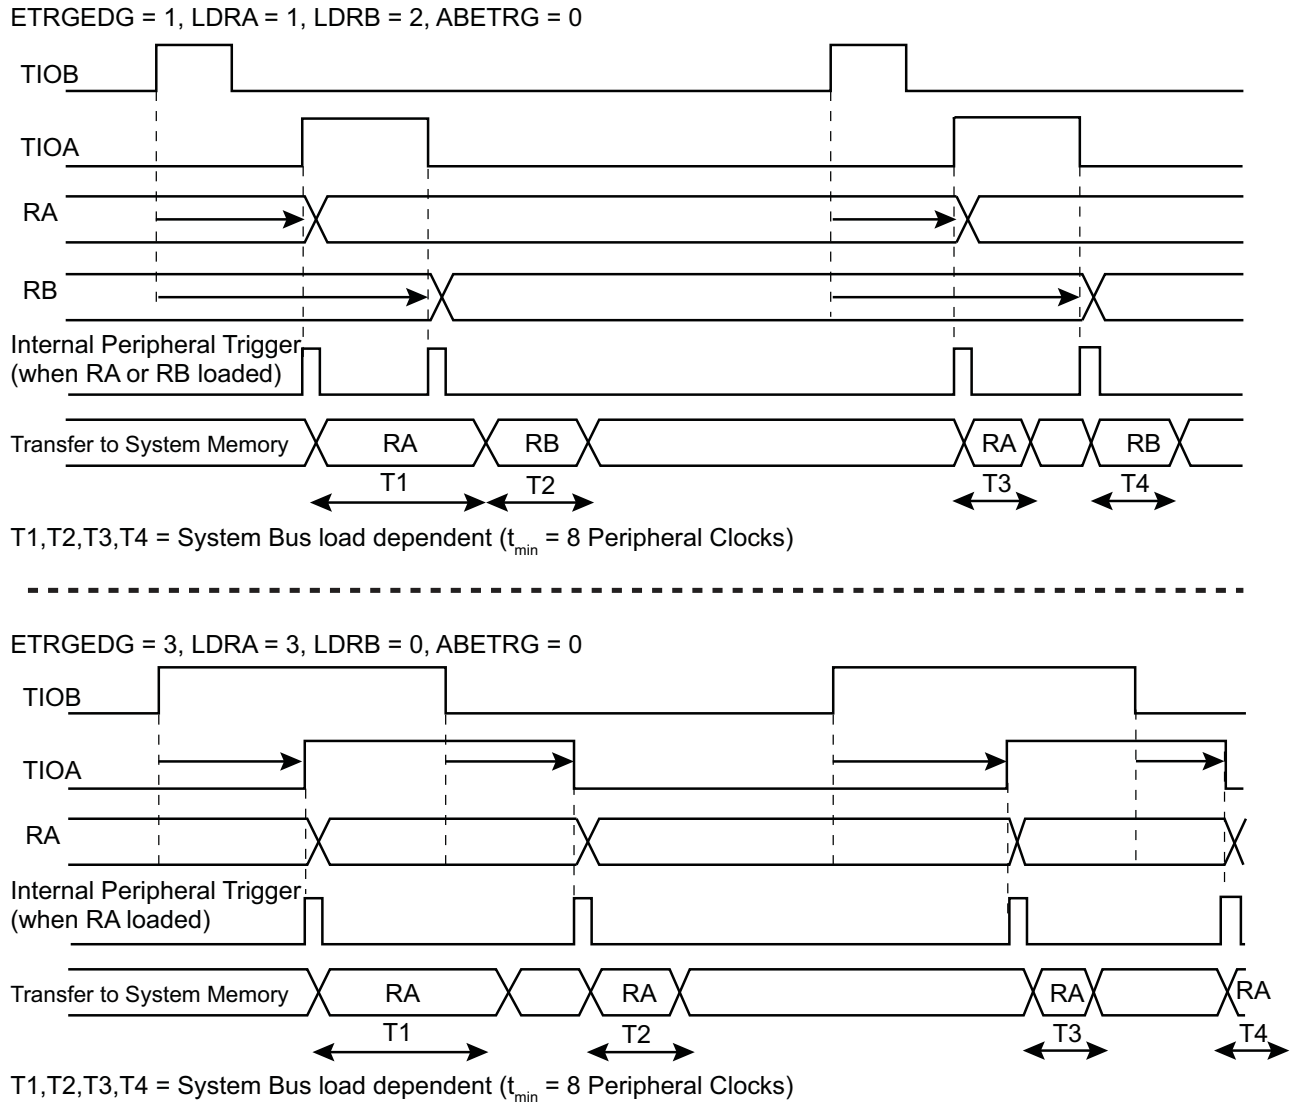 ETRGEDG = 1, LDRA = 1, LDRB = 2, ABETRG = 0
TIOB
TIOA
RA
RB
Internal Peripheral Trigger
(when RA or RB loaded)
Transfer to System Memory RA RB RA RB
T1 T2 T3 T4
T1,T2,T3,T4 = System Bus load dependent (tmin = 8 Peripheral Clocks)
ETRGEDG = 3, LDRA = 3, LDRB = 0, ABETRG = 0
TIOB
TIOA
RA
Internal Peripheral Trigger
(when RA loaded)
Transfer to System Memory RA RA RA RA
T1 T2 T3 T4
T1,T2,T3,T4 = System Bus load dependent (tmin = 8 Peripheral Clocks)